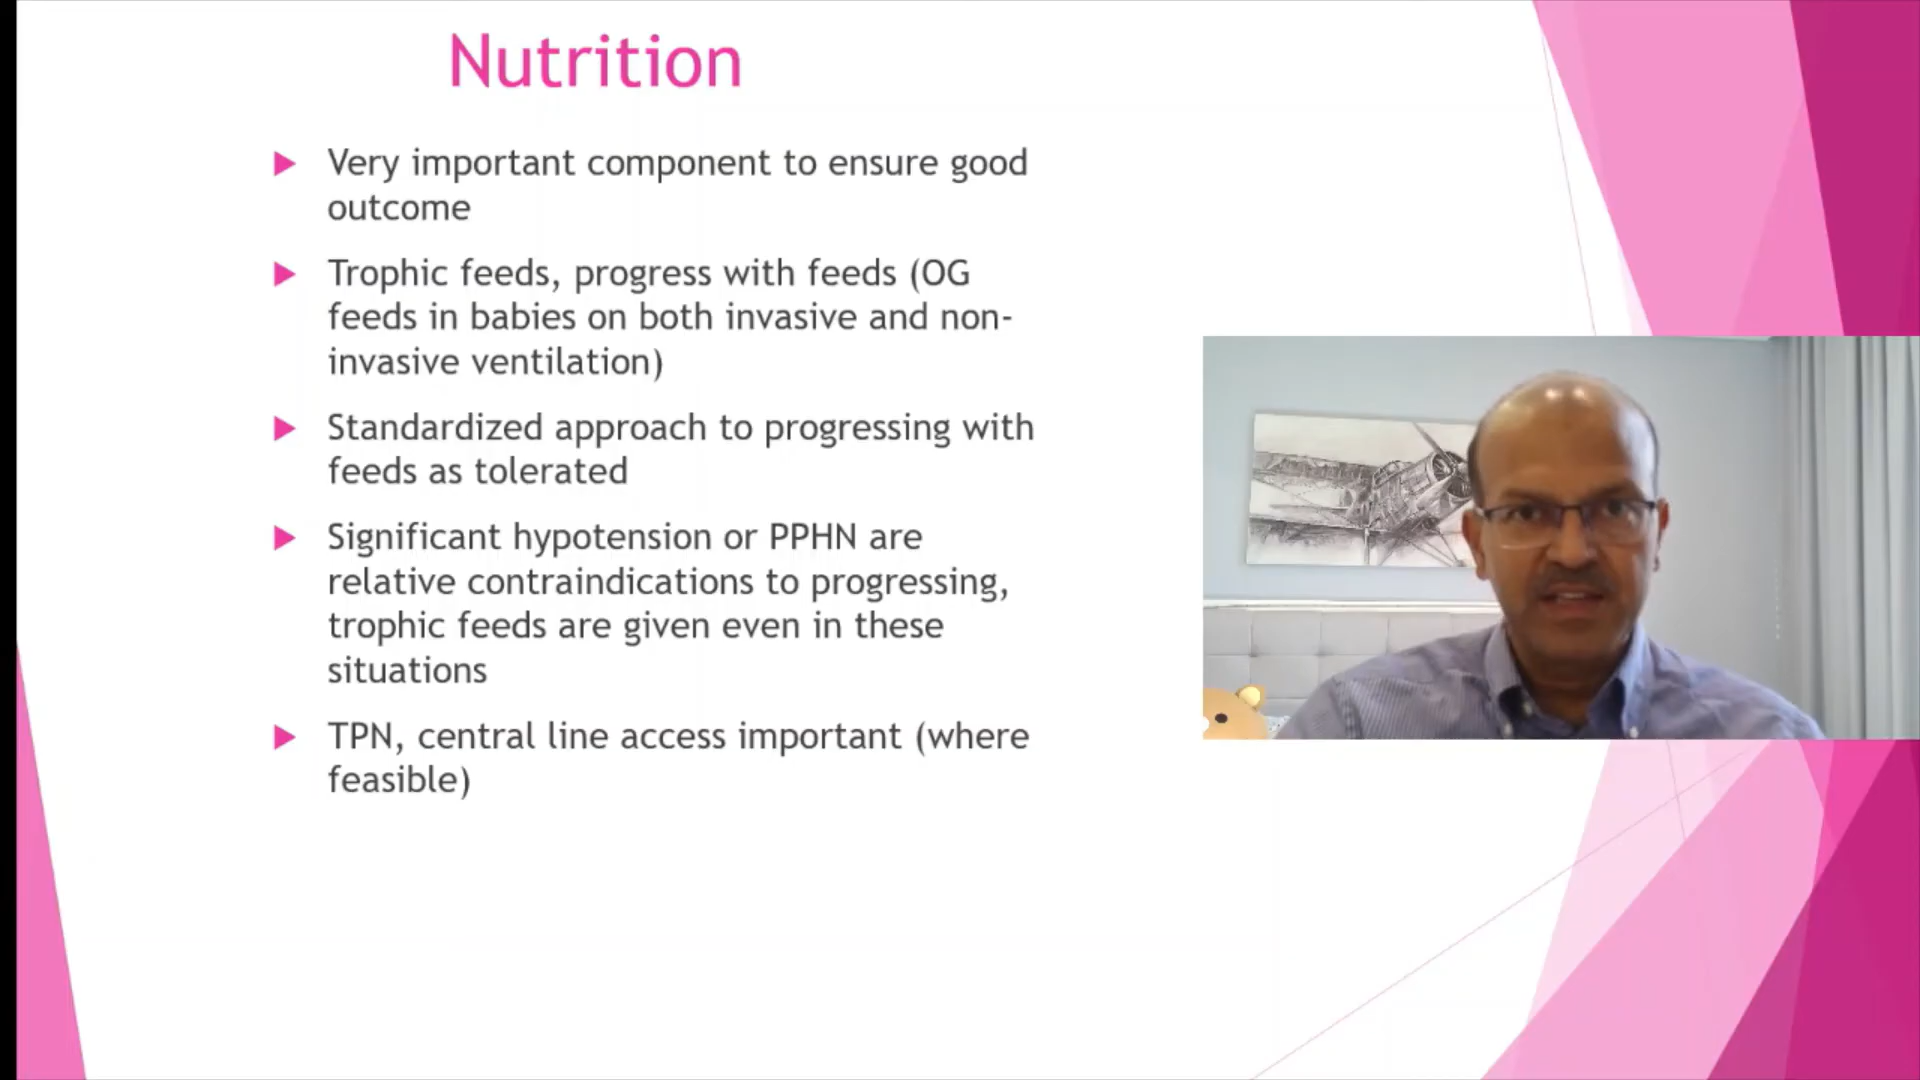 Nutrition
Very important component to ensure good
outcome
Trophic feeds, progress with feeds (OG
feeds in babies on both invasive and non-
invasive ventilation)
Standardized approach to progressing with
feeds as tolerated
Significant hypotension or PPHN are
relative contraindications to progressing,
trophic feeds are given even in these
situations
TPN, central line access important (where
feasible)